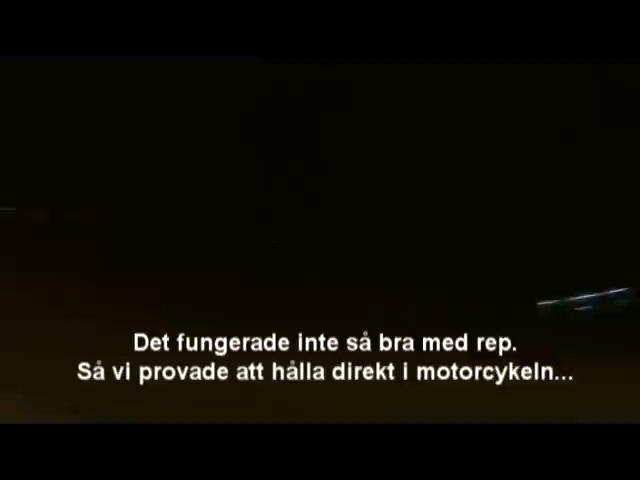 Det fungerade inte så bra med rep.
Så vi provade att hålla direkt i motorcykeln...